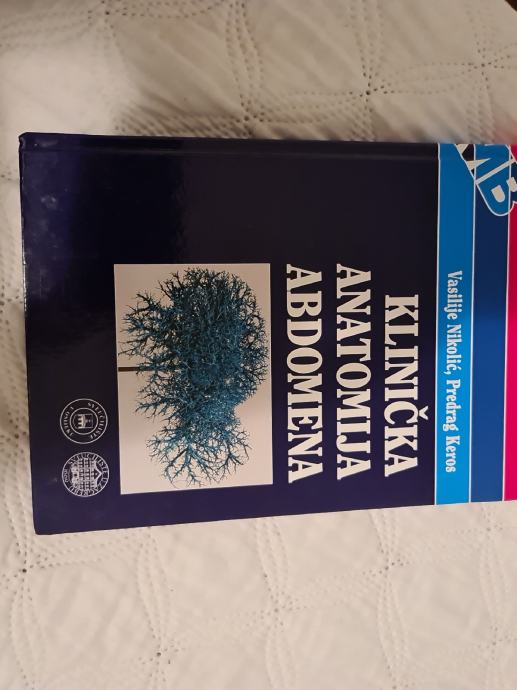 Vasilije Nikolić, Predrag Keros
KLINIČKA
ANATOMIJA
ABDOMENA